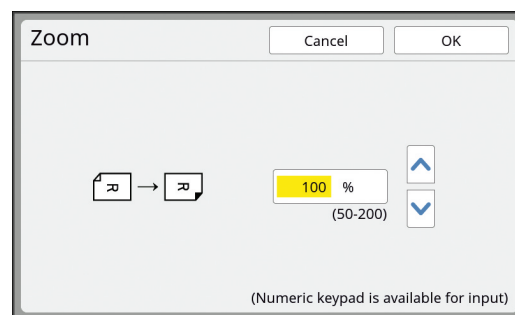 Zoom
Cancel
OK
R → R
100 %
(50-200)
(Numeric keypad is available for input)